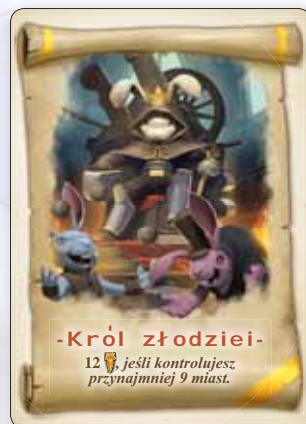 -Król złodziei-
12 , jeśli kontrolujesz
przynajmniej 9 miast.